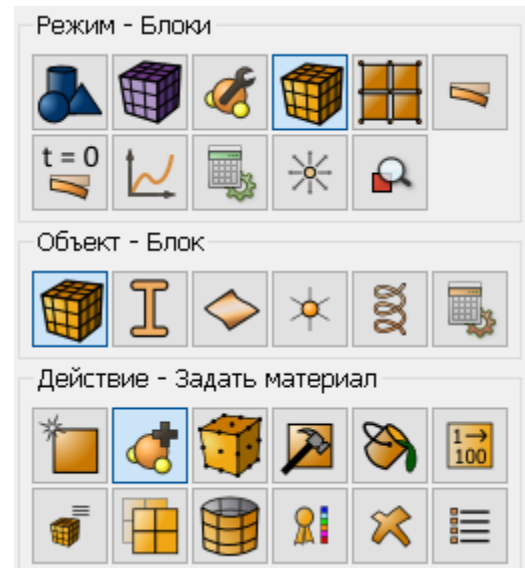 Режим - Блоки
t = 0
Объект - Блок
Действие - Задать материал
1→
100